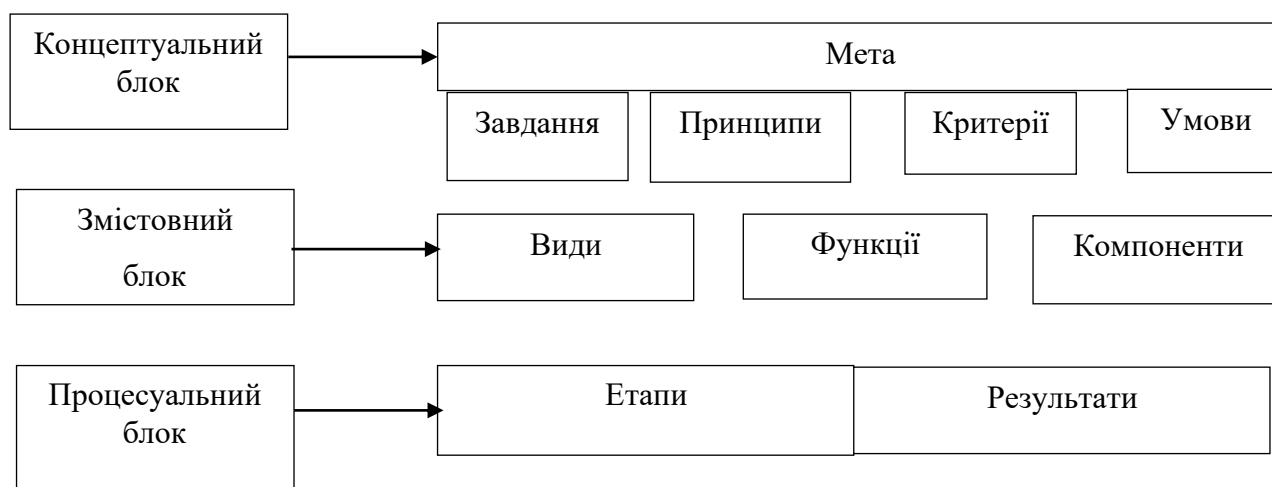 Концептуальний
блок
Мета
Завдання
Принципи
Критерії
Умови
Змістовний
блок
Види
Функції
Компоненти
Процесуальний
блок
Етапи
Результати